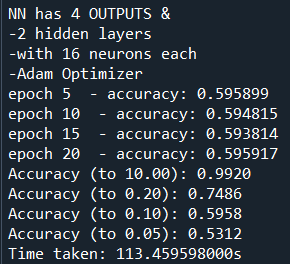 NN has 4 OUTPUTS &
-2 hidden layers
-with 16 neurons each
-Adam Optimizer
epoch 5  - accuracy: 0.595899
epoch 10  - accuracy: 0.594815
epoch 15  - accuracy: 0.593814
epoch 20  - accuracy: 0.595917
Accuracy (to 10.00): 0.9920
Accuracy (to 0.20): 0.7486
Accuracy (to 0.10): 0.5958
Accuracy (to 0.05): 0.5312
Time taken: 113.459598000s